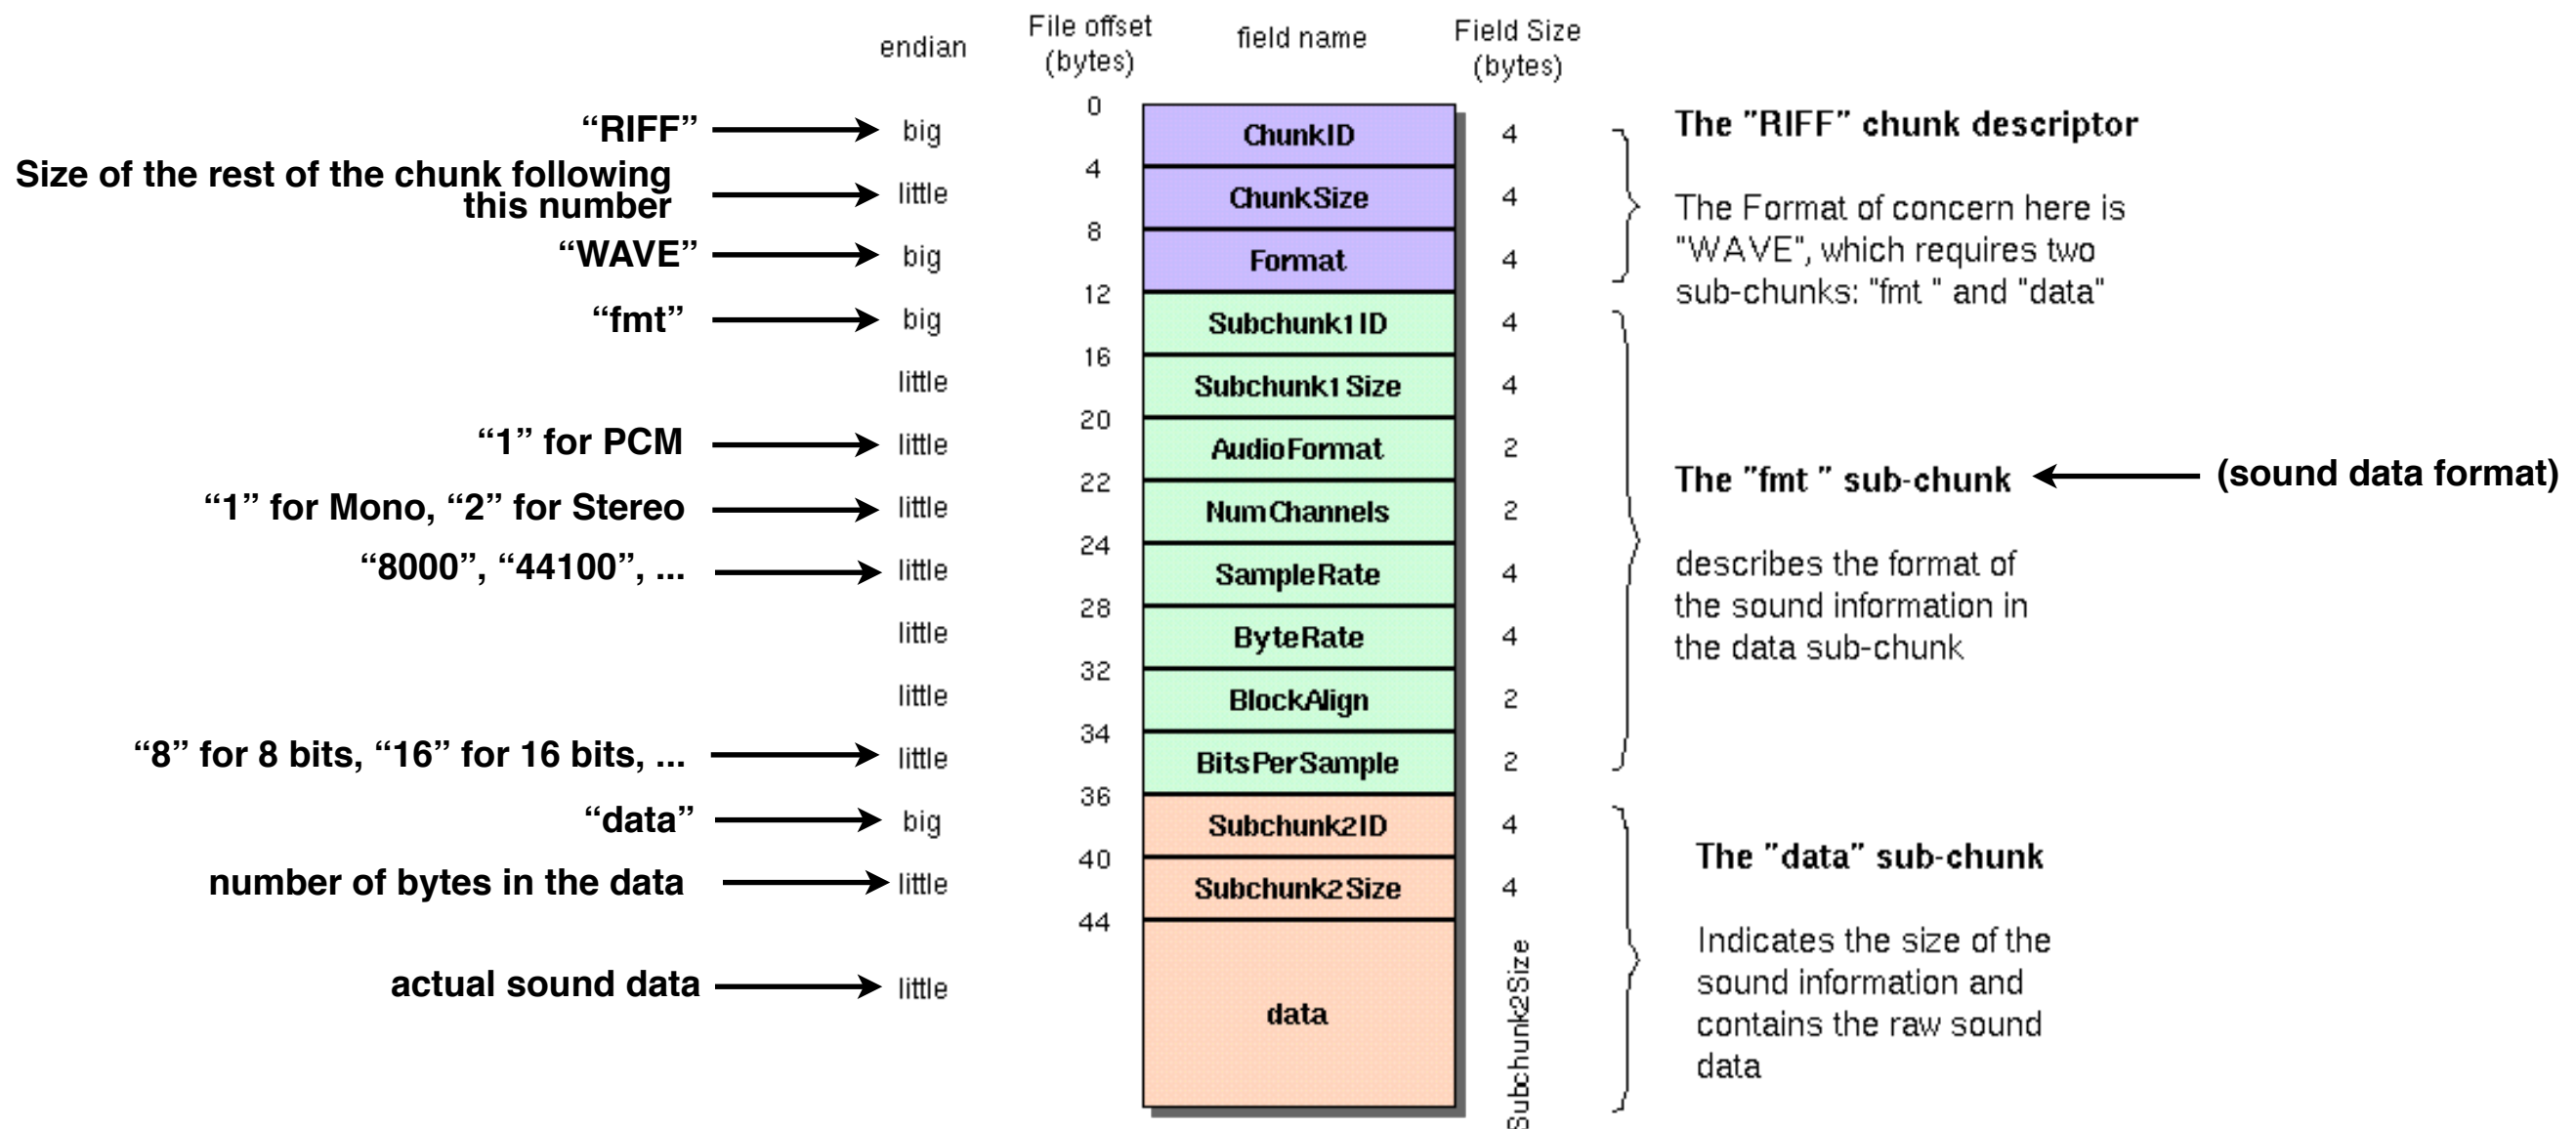 endian
File offset
(bytes)
field name
Field Size
(bytes)
0
“RIFF”
big
ChunkID
4
The "RIFF" chunk descriptor
4
Size of the rest of the chunk following
this number
little
ChunkSize
4
The Format of concern here is
"WAVE", which requires two
sub-chunks: "fmt " and "data"
8
“WAVE”
big
Format
4
12
“fmt”
big
Subchunk1ID
4
16
little
Subchunk1Size
4
20
“1” for PCM
little
AudioFormat
2
The "fmt " sub-chunk
(sound data format)
22
“1” for Mono, “2” for Stereo
little
NumChannels
2
24
“8000”, “44100”, ...
little
SampleRate
4
describes the format of
the sound information in
the data sub-chunk
28
little
ByteRate
4
32
little
BlockAlign
2
34
“8” for 8 bits, “16” for 16 bits, ...
little
BitsPerSample
2
36
“data”
big
Subchunk2ID
4
The "data" sub-chunk
40
number of bytes in the data
little
Subchunk2Size
4
44
actual sound data
little
data
Subchunk2Size
Indicates the size of the
sound information and
contains the raw sound
data